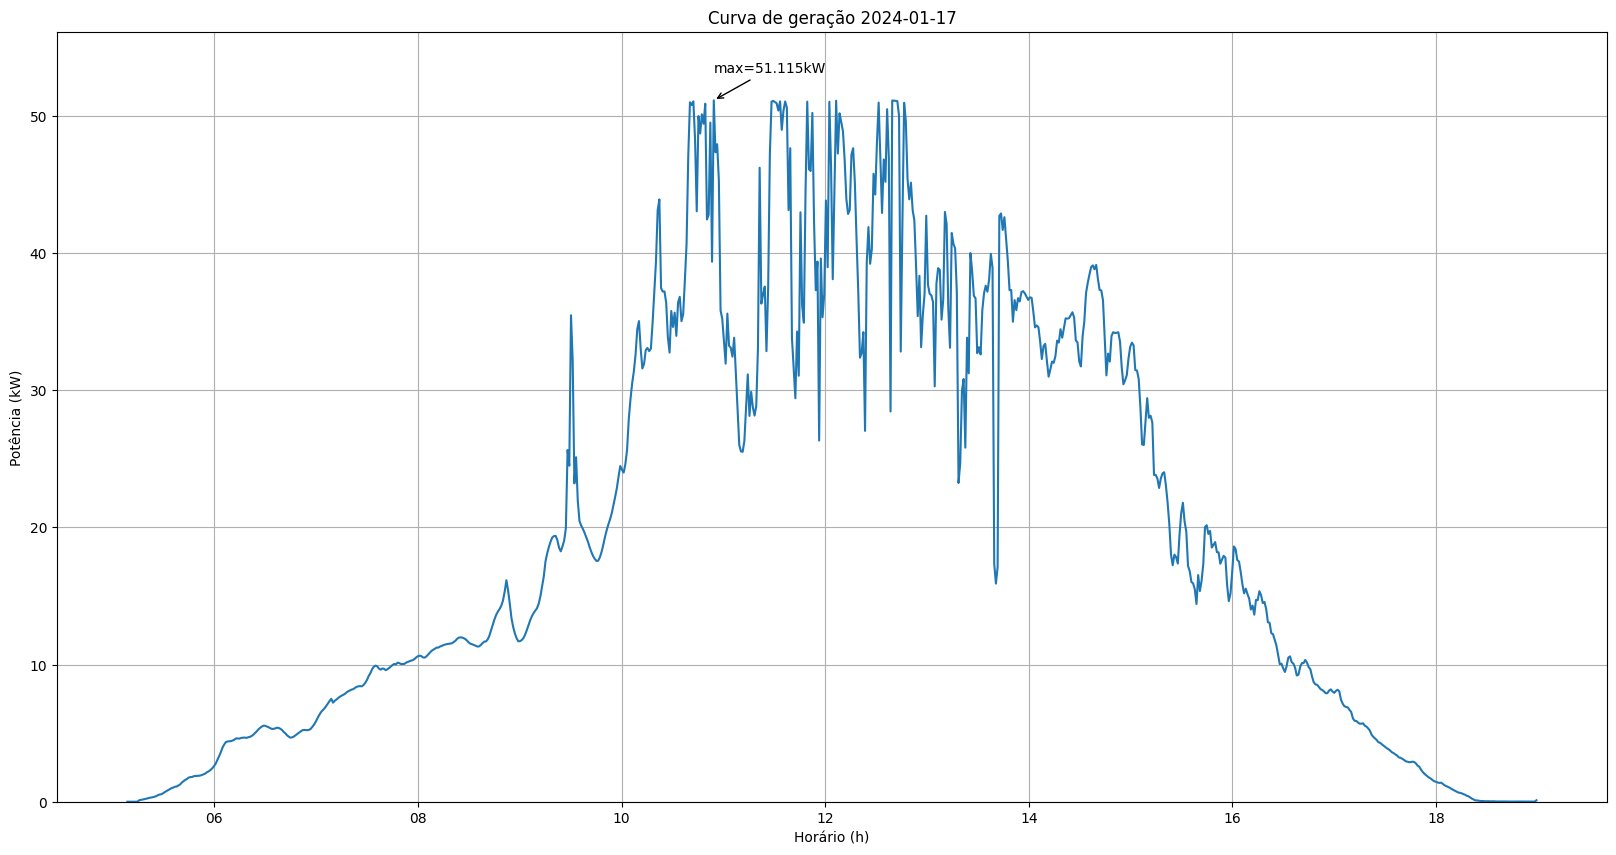 Curva de geração 2024-01-17
max=51.115kW
50
40
30
20
10
0
Potência (kW)
06 08 10 12 14 16 18
Horário (h)